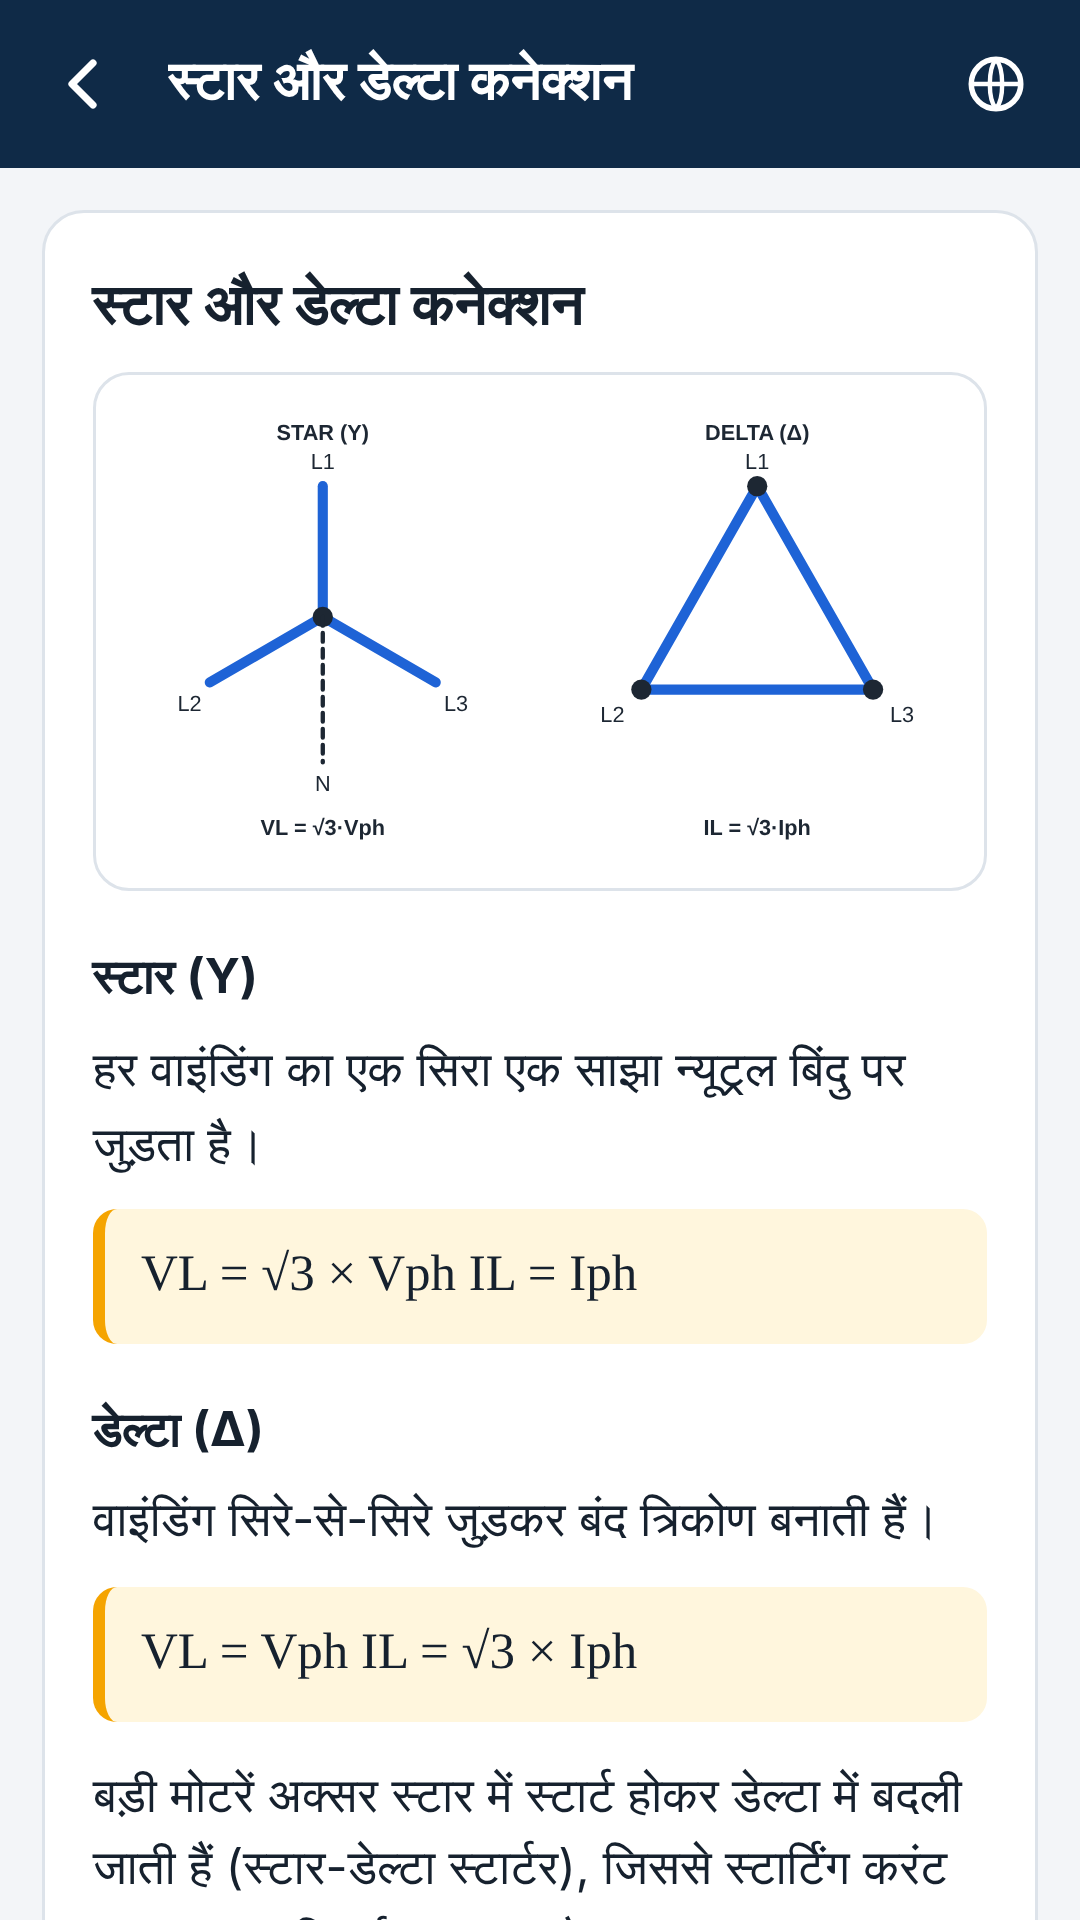 स्टार और डेल्टा कनेक्शन
स्टार और डेल्टा कनेक्शन
STAR (Y)
L1
L2
L3
N
VL = √3·Vph
DELTA (Δ)
L1
L2
L3
IL = √3·Iph
स्टार (Y)
हर वाइंडिंग का एक सिरा एक साझा न्यूट्रल बिंदु पर
जुड़ता है।
VL = √3 × Vph IL = Iph
डेल्टा (Δ)
वाइंडिंग सिरे-से-सिरे जुड़कर बंद त्रिकोण बनाती हैं।
VL = Vph IL = √3 × Iph
बड़ी मोटरें अक्सर स्टार में स्टार्ट होकर डेल्टा में बदली
जाती हैं (स्टार-डेल्टा स्टार्टर), जिससे स्टार्टिंग करंट